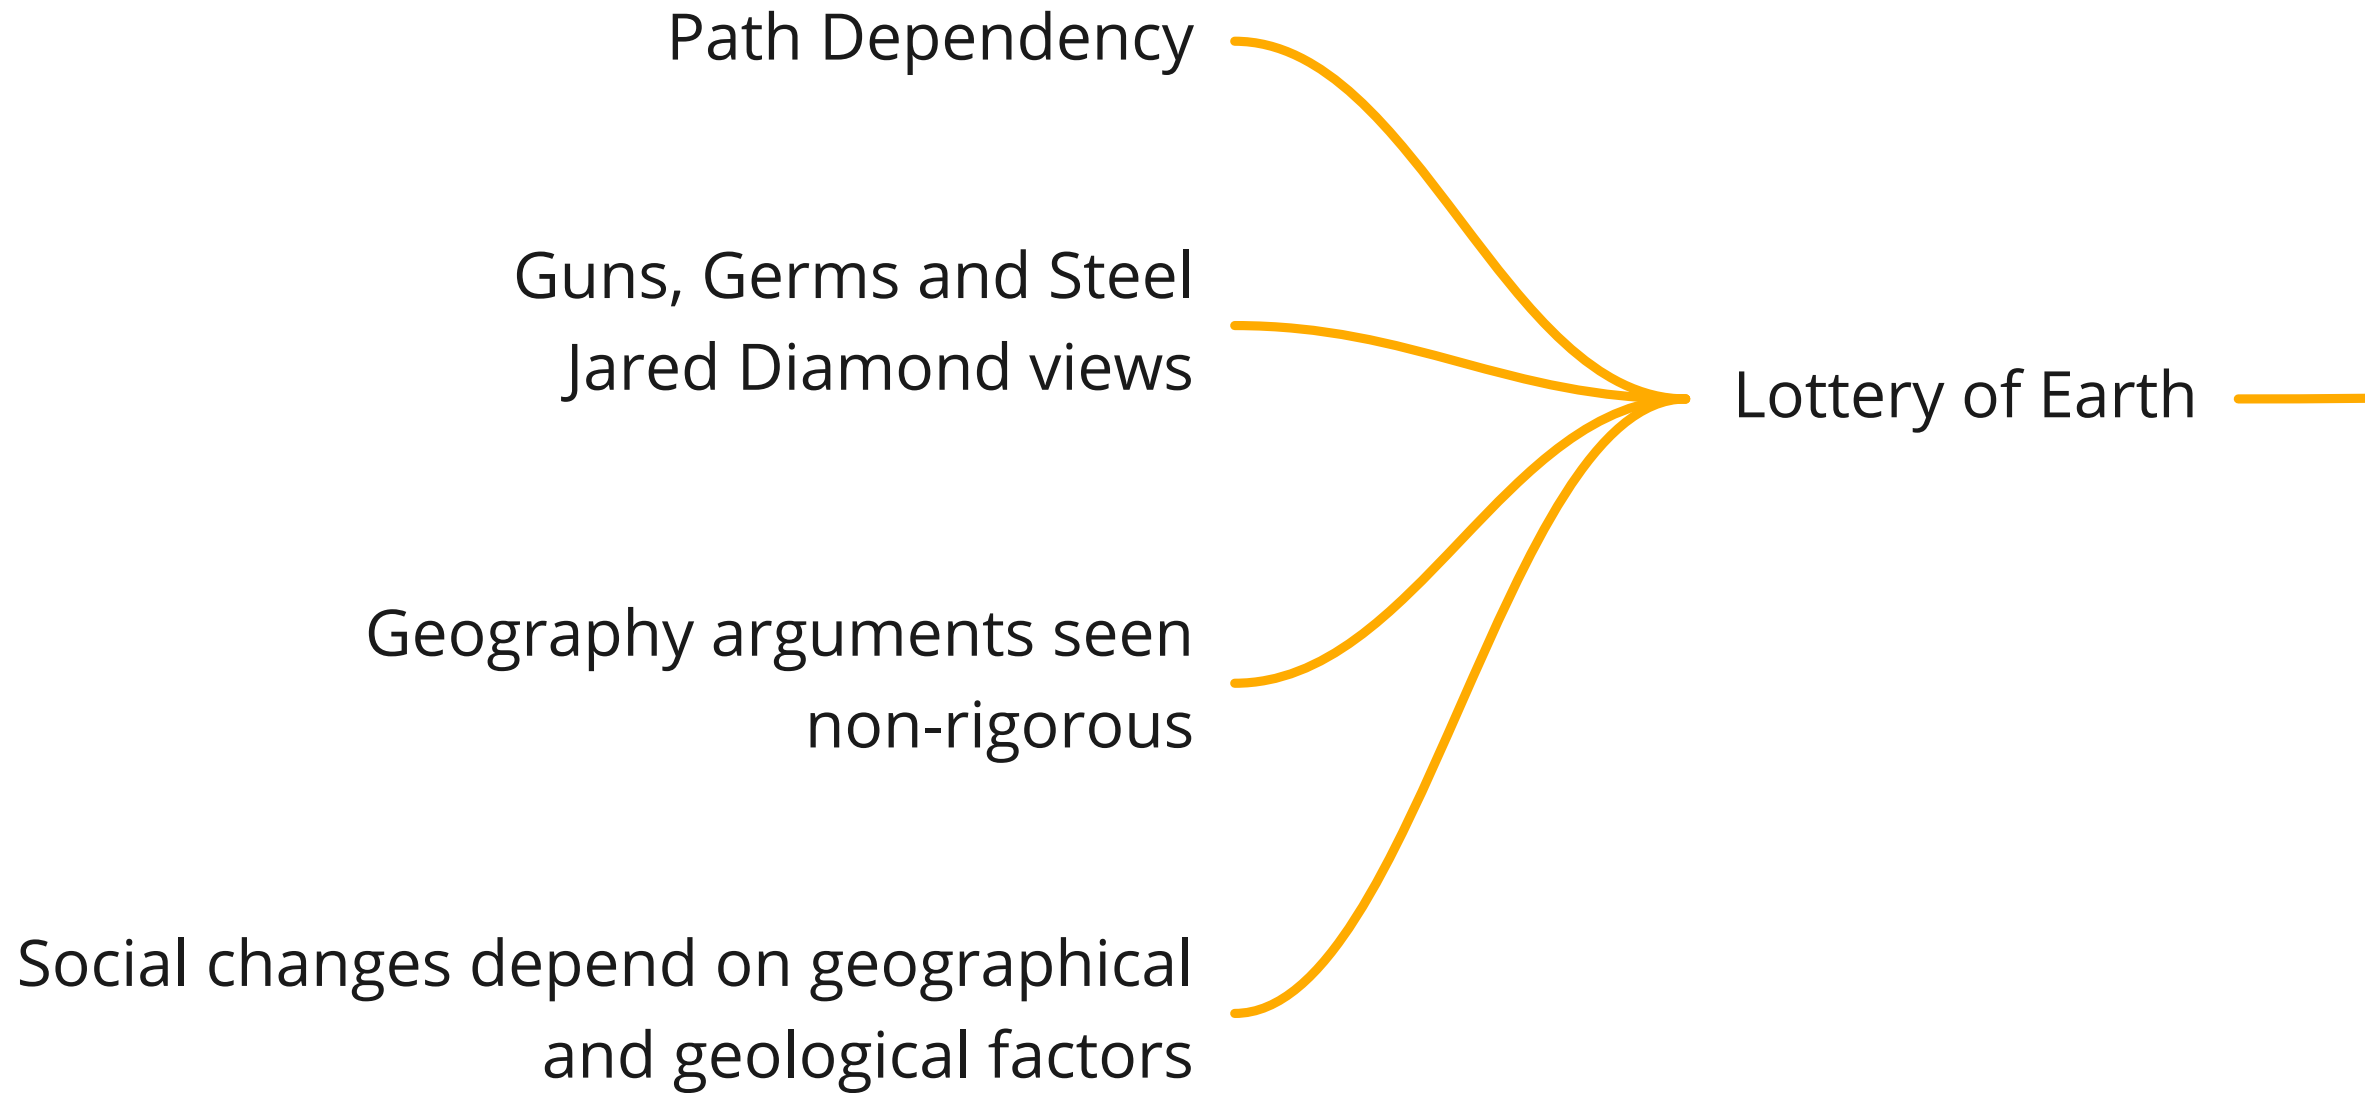 Path Dependency
Guns, Germs and Steel
Jared Diamond views
Lottery of Earth
Geography arguments seen
non-rigorous
Social changes depend on geographical
and geological factors